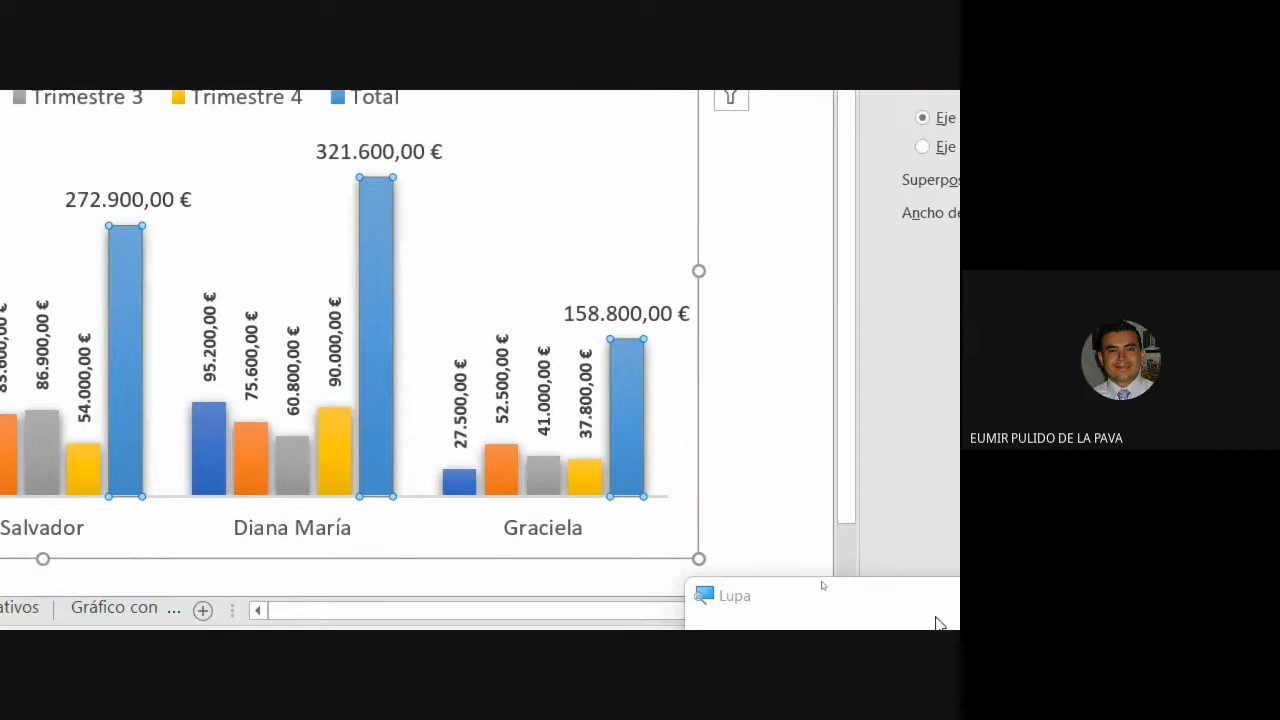 Trimestre 3 Trimestre 4 Total
Eje
Eje
Superpos
Ancho de
321.600,00 €
272.900,00 €
158.800,00 €
86.900,00 €
54.000,00 €
95.200,00 €
75.600,00 €
60.800,00 €
90.000,00 €
27.500,00 €
52.500,00 €
41.000,00 €
37.800,00 €
Salvador Diana María Graciela
ativos Gráfico con ...
Lupa
EUMIR PULIDO DE LA PAVA